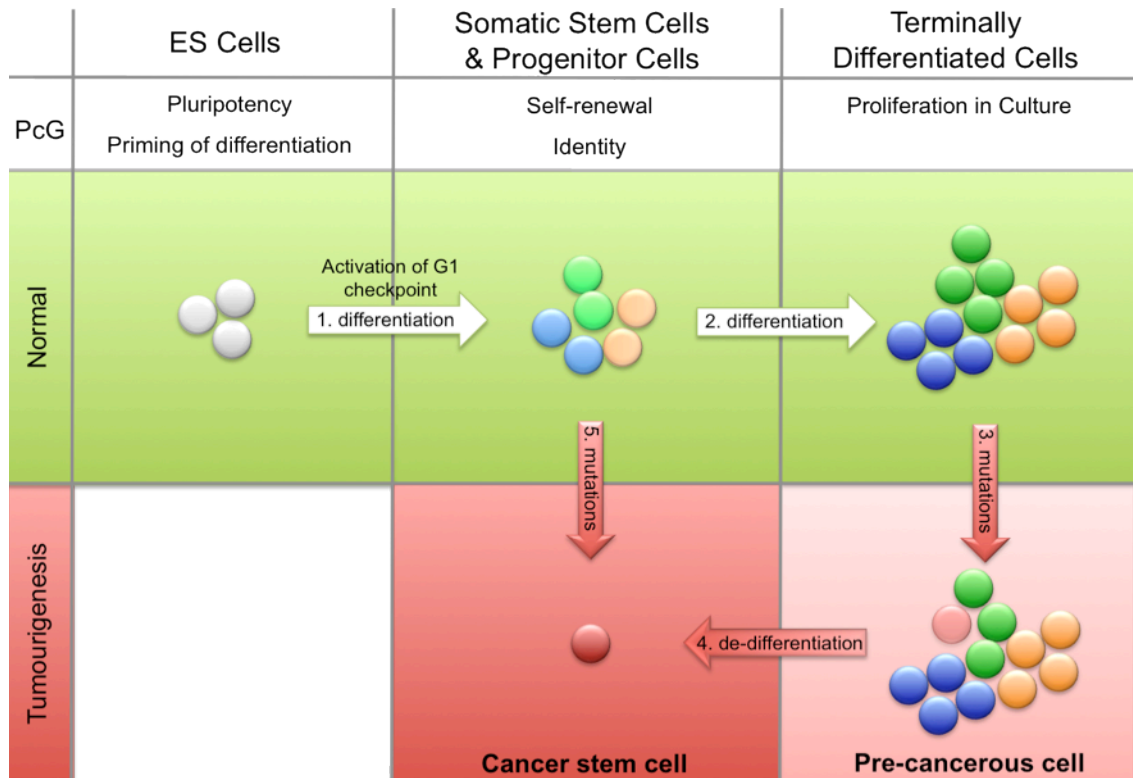 ES Cells
Somatic Stem Cells
& Progenitor Cells
Terminally
Differentiated Cells
PcG
Pluripotency
Priming of differentiation
Self-renewal
Identity
Proliferation in Culture
Normal
Activation of G1
checkpoint
1. differentiation
2. differentiation
5. mutations
3. mutations
Tumourigenesis
4. de-differentiation
Cancer stem cell
Pre-cancerous cell